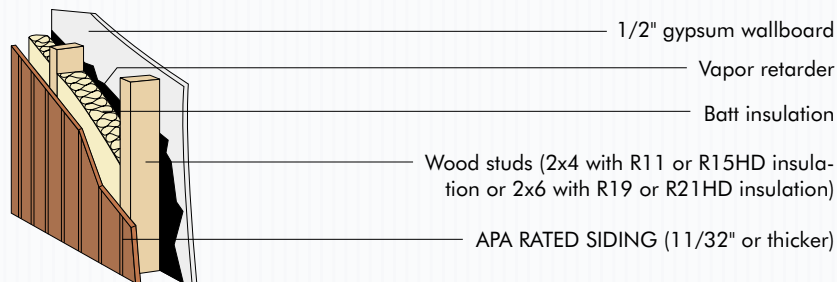 1/2" gypsum wallboard
Vapor retarder
Batt insulation
Wood studs (2x4 with R11 or R15HD insula-
tion or 2x6 with R19 or R21HD insulation)
APA RATED SIDING (11/32" or thicker)